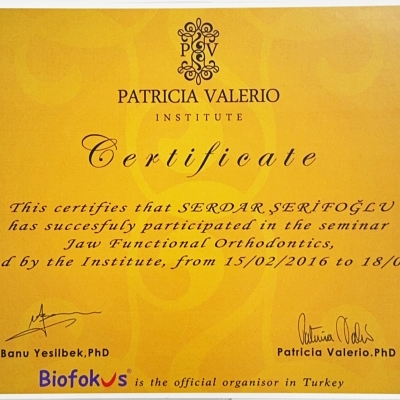 P V
PATRICIA VALERIO
INSTITUTE
Certificate
This certifies that SERDAR ŞERİFOĞLU
has succesfuly participated in the seminar
Jaw Functional Orthodontics,
d by the Institute, from 15/02/2016 to 18/0
Banu Yesilbek,PhD
Patricia Valerio.PhD
Biofokus® is the official organisor in Turkey